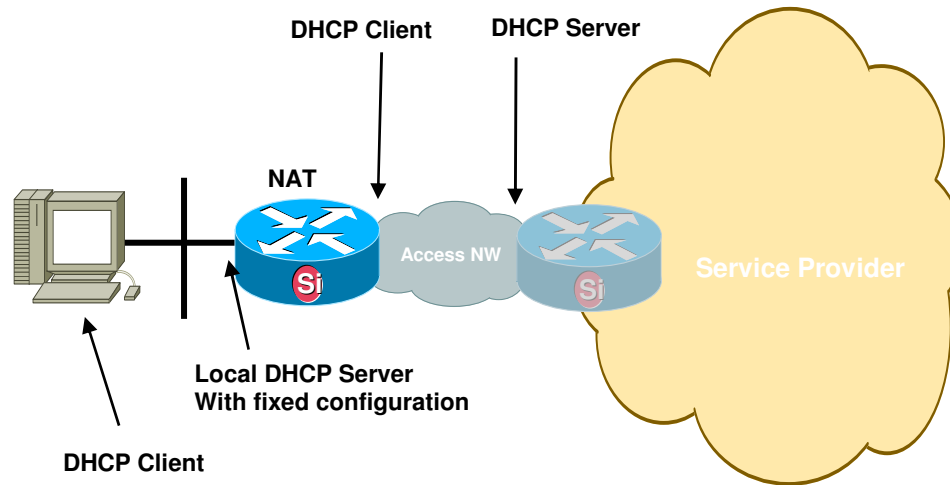 DHCP Client
DHCP Server
NAT
Access NW
Service Provider
Si
Si
Local DHCP Server
With fixed configuration
DHCP Client